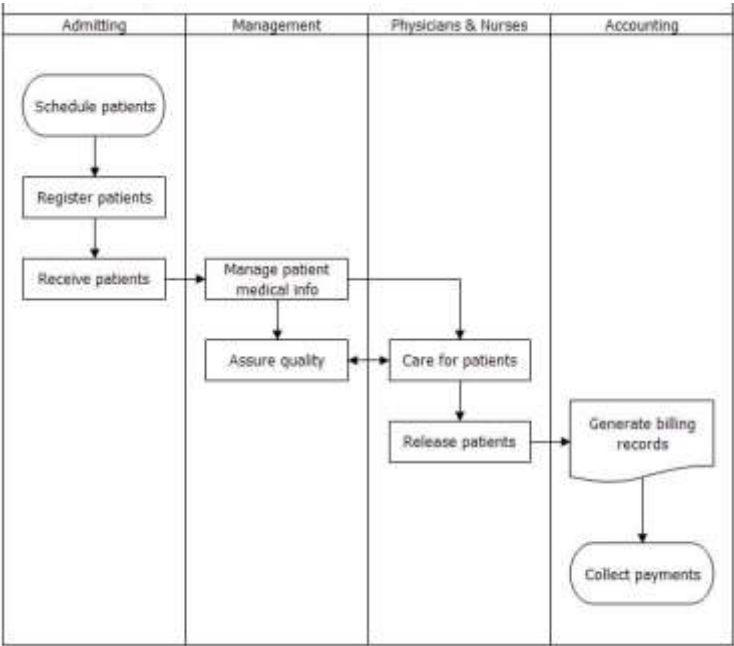 Admitting
Management
Physicians & Nurses
Accounting
Schedule patients
Register patients
Receive patients
Manage patient
medical info
Assure quality
Care for patients
Release patients
Generate billing
records
Collect payments